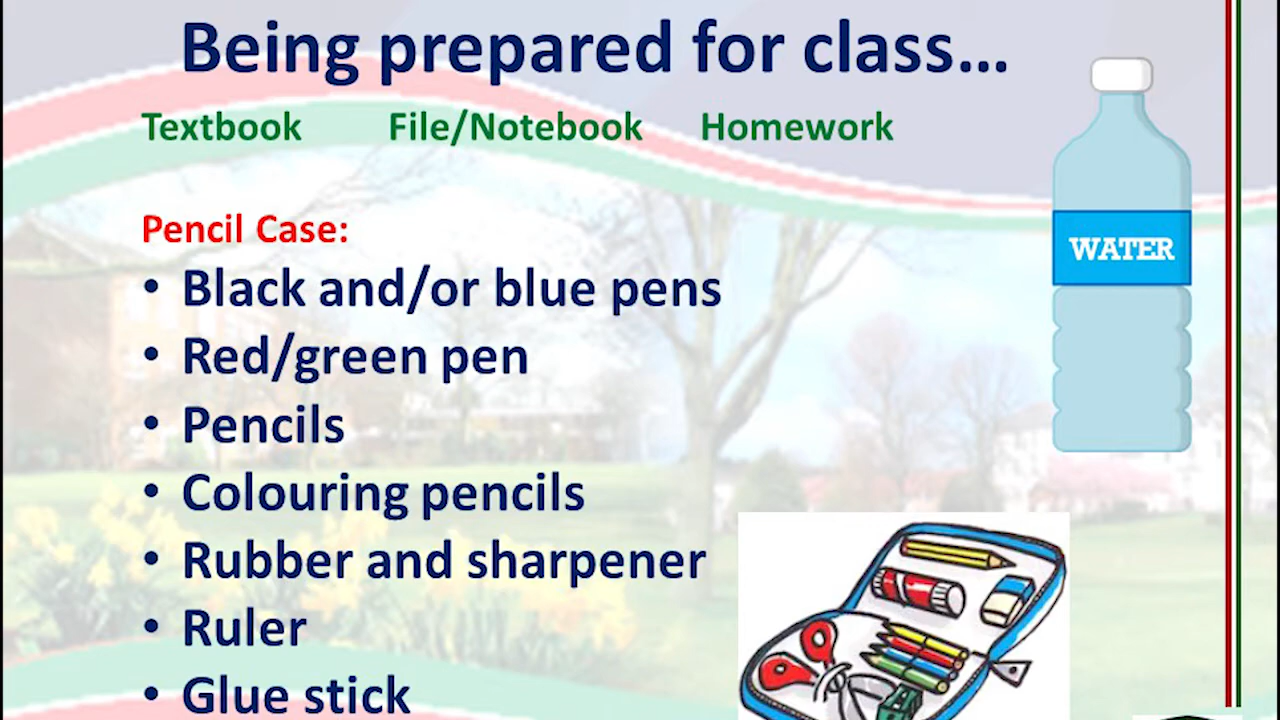 Being prepared for class...
Textbook File/Notebook Homework
WATER
Pencil Case:
• Black and/or blue pens
• Red/green pen
• Pencils
• Colouring pencils
• Rubber and sharpener
• Ruler
• Glue stick